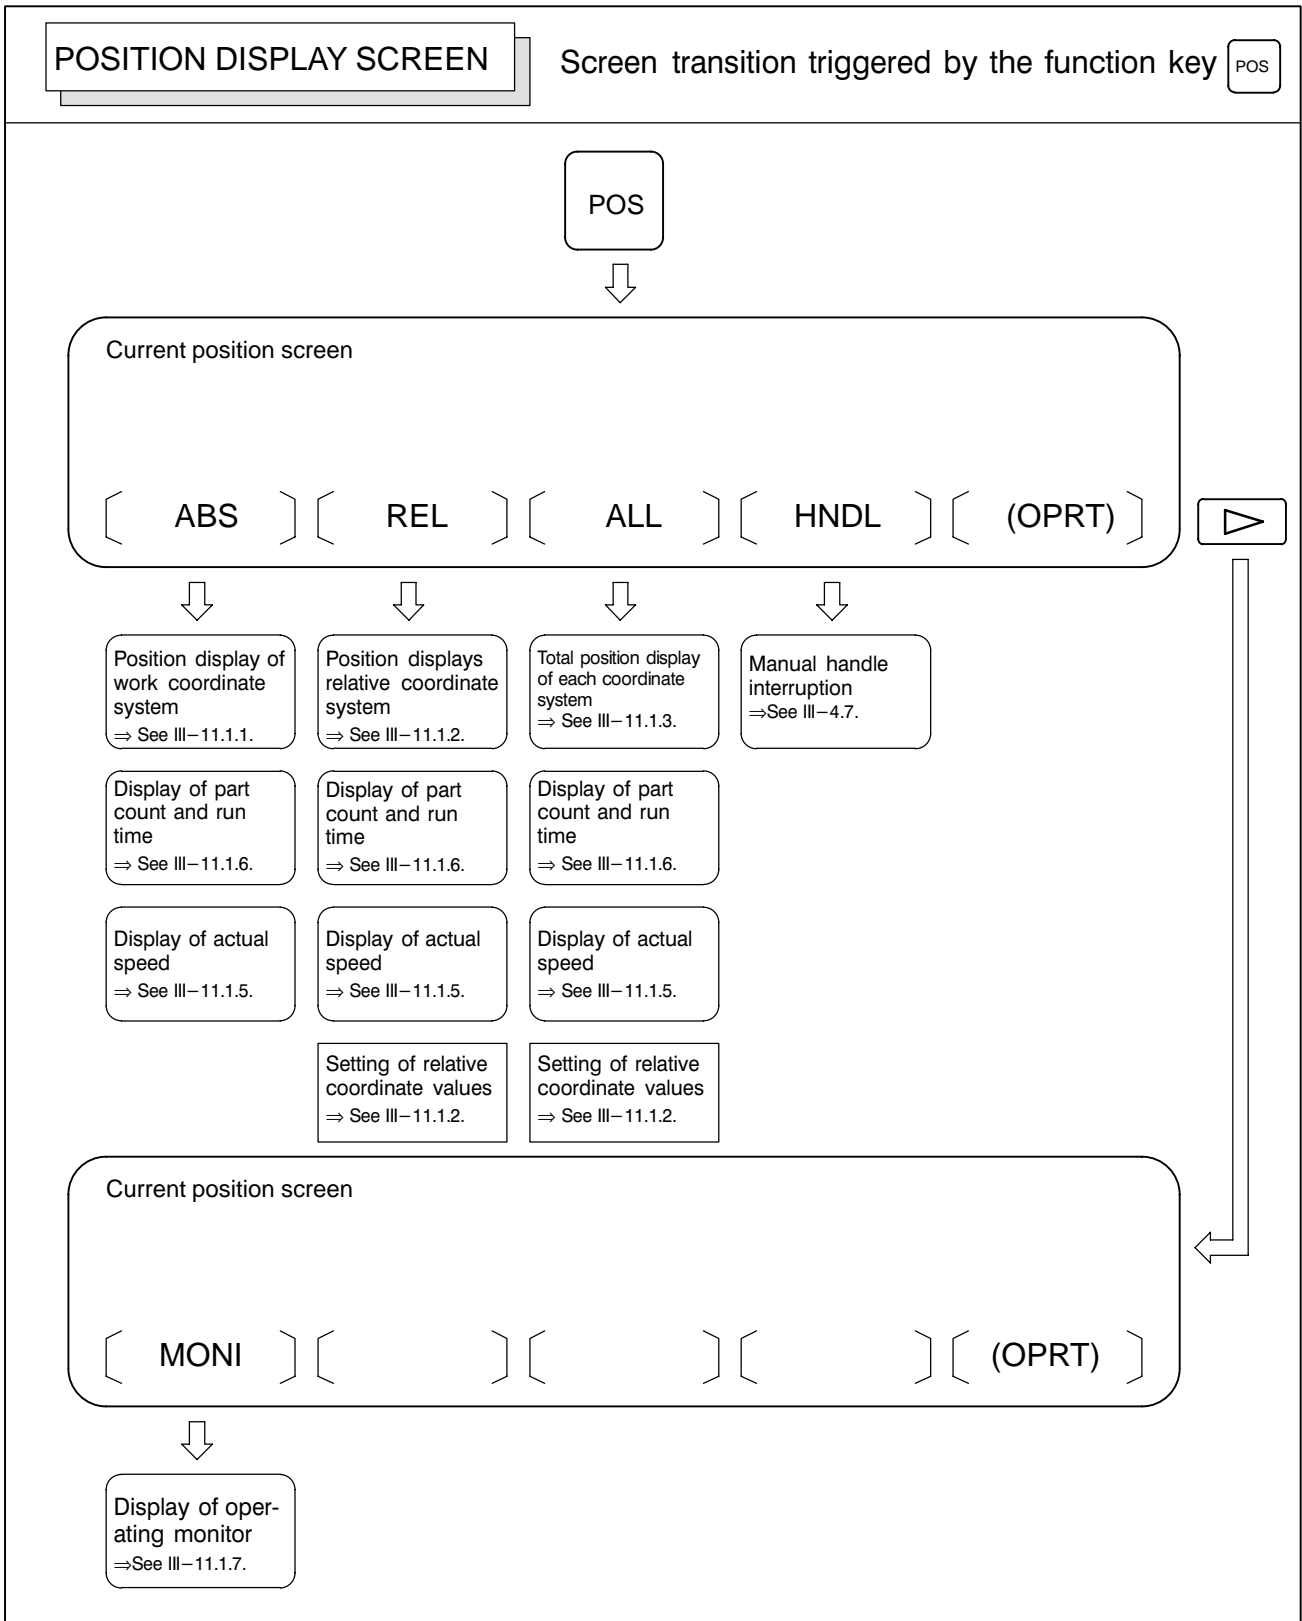 POSITION DISPLAY SCREEN
Screen transition triggered by the function key POS
POS
Current position screen
ABS REL ALL HNDL (OPRT)
Position display of
work coordinate
system
⇒ See III–11.1.1.
Position displays
relative coordinate
system
⇒ See III–11.1.2.
Total position display
of each coordinate
system
⇒ See III–11.1.3.
Manual handle
interruption
⇒See III–4.7.
Display of part
count and run
time
⇒ See III–11.1.6.
Display of part
count and run
time
⇒ See III–11.1.6.
Display of part
count and run
time
⇒ See III–11.1.6.
Display of actual
speed
⇒ See III–11.1.5.
Display of actual
speed
⇒ See III–11.1.5.
Display of actual
speed
⇒ See III–11.1.5.
Setting of relative
coordinate values
⇒ See III–11.1.2.
Setting of relative
coordinate values
⇒ See III–11.1.2.
Current position screen
MONI (OPRT)
Display of oper-
ating monitor
⇒See III–11.1.7.